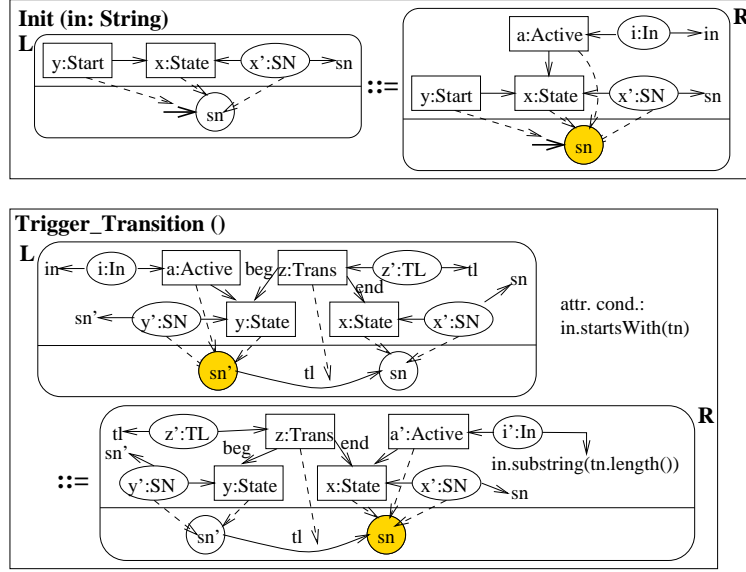 Init (in: String)
L
R
a:Active i:In in
y:Start x:State x':SN sn
::=
y:Start x:State x':SN sn
sn
sn
Trigger_Transition ()
L
in i:In a:Active beg z:Trans z':TL tl
end sn
sn' y':SN y:State x:State x':SN
attr. cond.:
in.startsWith(tn)
sn' tl sn
R
tl z':TL z:Trans a':Active i':In
sn' beg end
in.substring(tn.length())
::=
y':SN y:State x:State x':SN sn
sn' tl sn